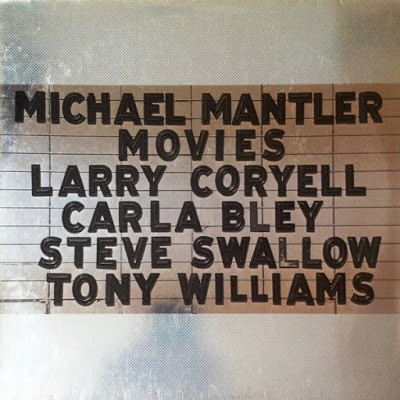 MICHAEL MANTLER
MOVIES
LARRY CORYELL
CARLA BLEY
STEVE SWALLOW
TONY WILLIAMS